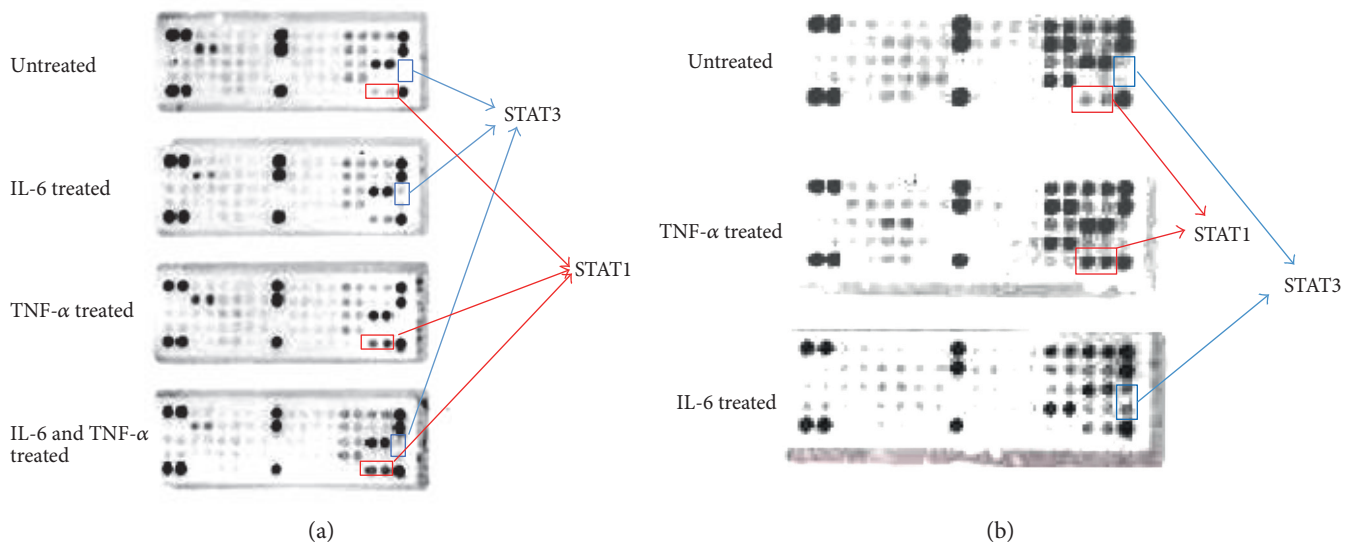 Untreated
STAT3
IL-6 treated
STAT1
TNF-α treated
IL-6 and TNF-α
treated
(a)
Untreated
TNF-α treated
STAT1
STAT3
IL-6 treated
(b)